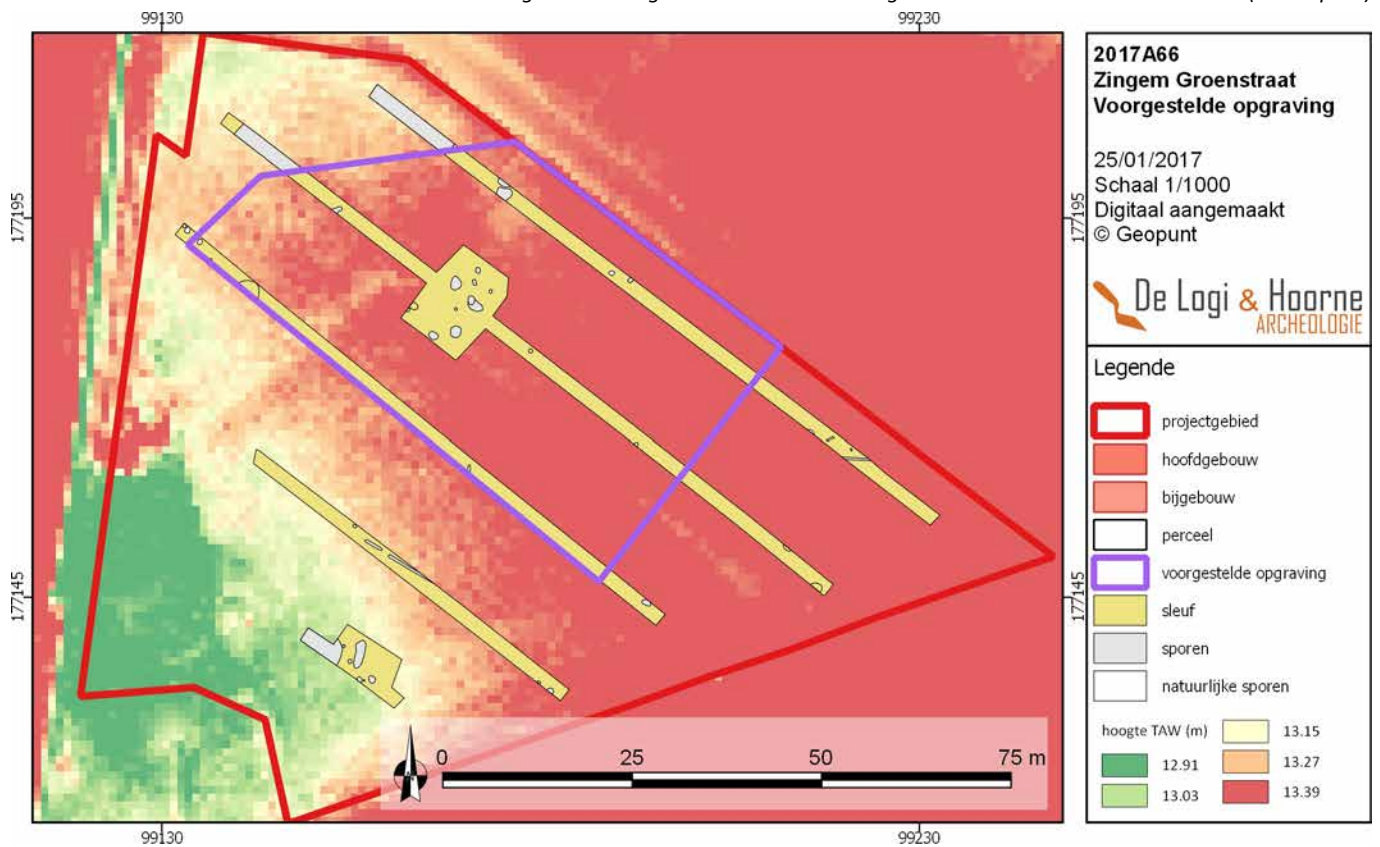 99130
99230
177195
177195
177145
177145
99130
99230
0
25
50
75 m
2017A66
Zingem Groenstraat
Voorgestelde opgraving
25/01/2017
Schaal 1/1000
Digitaal aangemaakt
© Geopunt
De Logi & Hoorne
ARCHEOLOGIE
Legende
projectgebied
hoofdgebouw
bijgebouw
perceel
voorgestelde opgraving
sleuf
sporen
natuurlijke sporen
hoogte TAW (m)
12.91
13.03
13.15
13.27
13.39